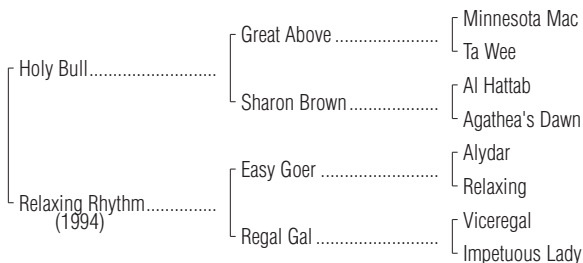 Minnesota Mac
Great Above ......................
Ta Wee
Holy Bull...........................
Al Hattab
Sharon Brown...................
Agathea's Dawn
Alydar
Easy Goer .........................
Relaxing
Relaxing Rhythm...............
(1994)
Viceregal
Regal Gal ..........................
Impetuous Lady